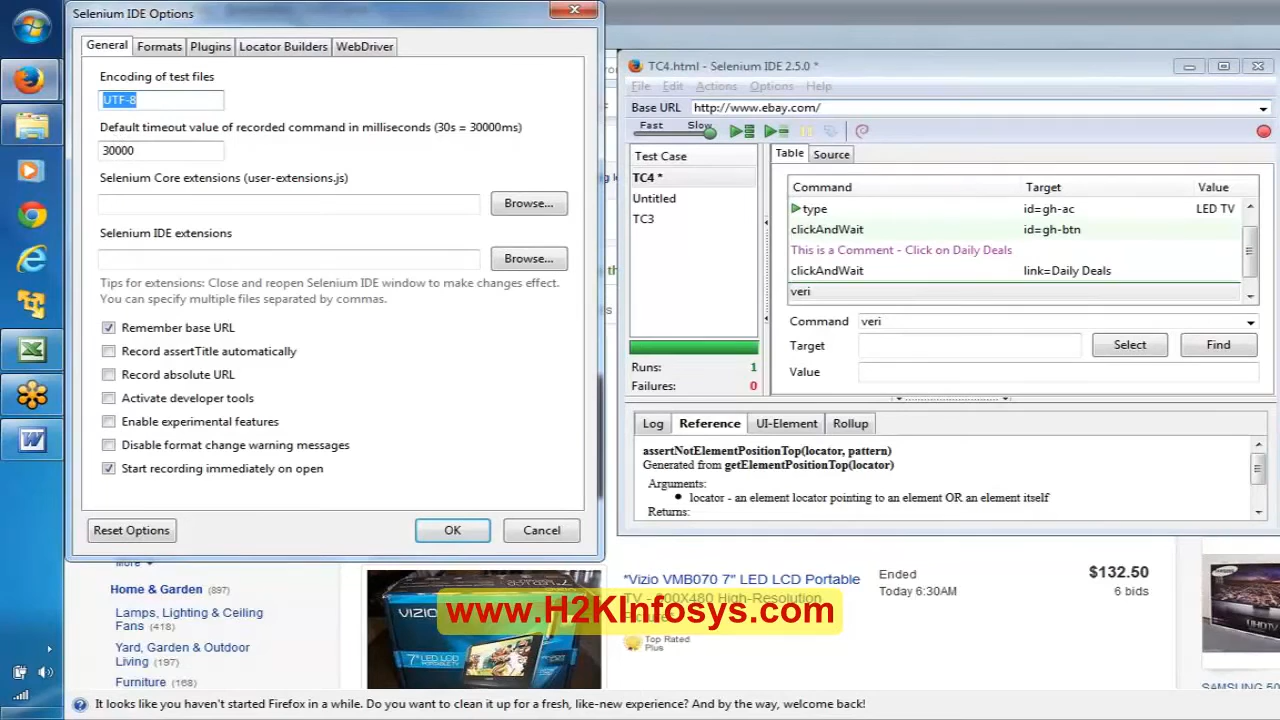 Selenium IDE Options
General Formats Plugins Locator Builders WebDriver
Encoding of test files
UTF-8
Default timeout value of recorded command in milliseconds (30s = 30000ms)
30000
Selenium Core extensions (user-extensions.js)
Browse...
Selenium IDE extensions
Browse...
Tips for extensions: Close and reopen Selenium IDE window to make changes effect.
You can specify multiple files separated by commas.
Remember base URL
Record assertTitle automatically
Record absolute URL
Activate developer tools
Enable experimental features
Disable format change warning messages
Start recording immediately on open
Reset Options OK Cancel
TC4.html - Selenium IDE 2.5.0 *
File Edit Actions Options Help
Base URL http://www.ebay.com/
Fast Slow
Test Case
TC4 *
Untitled
TC3
Runs: 1
Failures: 0
Table Source
Command Target Value
type id=gh-ac LED TV
clickAndWait id=gh-btn
This is a Comment - Click on Daily Deals
clickAndWait link=Daily Deals
veri
Command veri
Target Select Find
Value
Log Reference UI-Element Rollup
assertNotElementPositionTop(locator, pattern)
Generated from getElementPositionTop(locator)
Arguments:
locator - an element locator pointing to an element OR an element itself
Returns:
More
Home & Garden (897)
Lamps, Lighting & Ceiling
Fans (418)
Yard, Garden & Outdoor
Living (197)
Furniture (168)
VIZIO
7" LED LCD
*Vizio VMB070 7" LED LCD Portable
TV - 800X480 High-Resolution
Top Rated
Plus
Ended
Today 6:30AM
$132.50
6 bids
UHDTV
www.H2KInfosys.com
It looks like you haven't started Firefox in a while. Do you want to clean it up for a fresh, like-new experience? And by the way, welcome back!